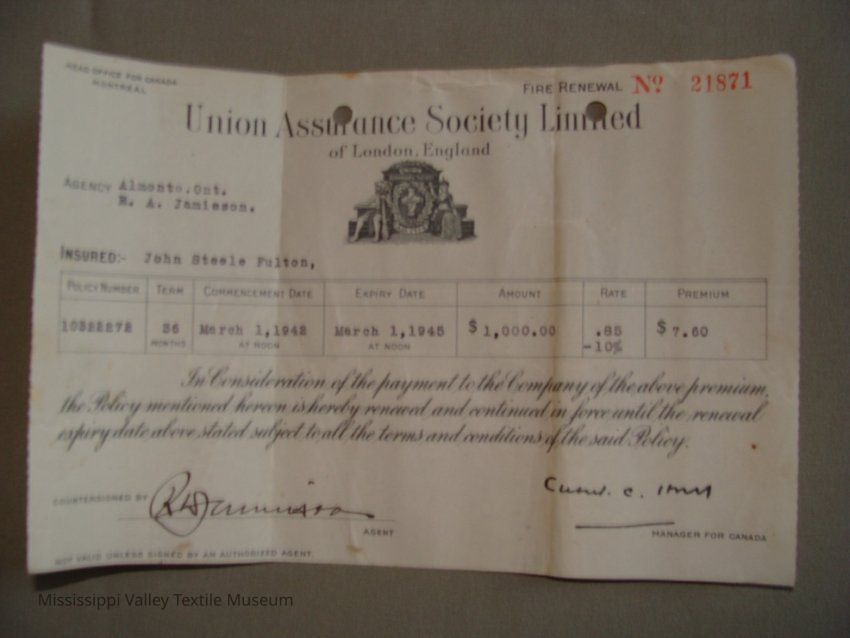 HEAD OFFICE FOR CANADA
MONTREAL
FIRE RENEWAL Nº 21871
Union Assurance Society Limited
of London, England
AGENCY Almonte.Ont.
H. A. Jamieson.
INSURED:- John Steele Fulton,
POLICY NUMBER TERM COMMENCEMENT DATE EXPIRY DATE AMOUNT RATE PREMIUM
10322272 36 MONTHS March 1,1942 AT NOON March 1,1945 AT NOON $1,000.00 .85 -10% $7.60
In Consideration of the payment to the Company of the above premium,
the Policy mentioned hereon is hereby renewed and continued in force until the renewal
expiry date above stated subject to all the terms and conditions of the said Policy.
COUNTERSIGNED BY
AGENT
MANAGER FOR CANADA
NOT VALID UNLESS SIGNED BY AN AUTHORIZED AGENT.
Mississippi Valley Textile Museum